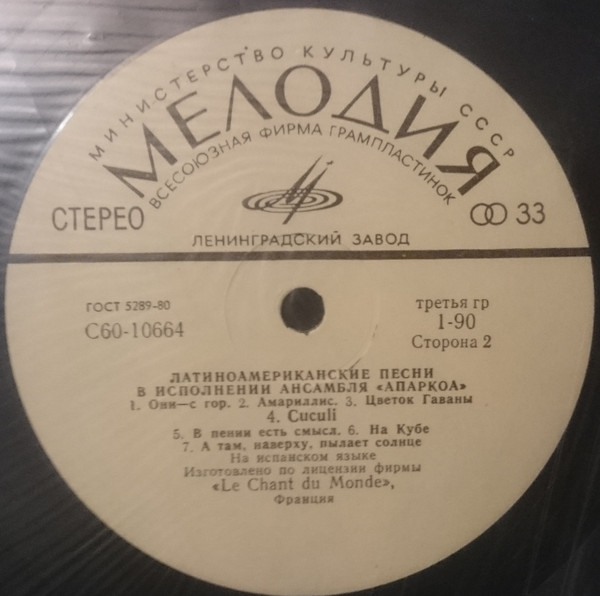 МИНИСТЕРСТВО КУЛЬТУРЫ СССР
МЕЛОДИЯ
ВСЕСОЮЗНАЯ ФИРМА ГРАМПЛАСТИНОК
СТЕРЕО
33
ЛЕНИНГРАДСКИЙ ЗАВОД
ГОСТ 5289-80
С60-10664
третья гр
1-90
Сторона 2
ЛАТИНОАМЕРИКАНСКИЕ ПЕСНИ
В ИСПОЛНЕНИИ АНСАМБЛЯ «АПАРКОА»
1. Они—с гор. 2. Амариллис. 3. Цветок Гаваны
4. Cuculi
5. В пении есть смысл. 6. На Кубе
7. А там, наверху, пылает солнце
На испанском языке
Изготовлено по лицензии фирмы
«Le Chant du Monde»,
Франция